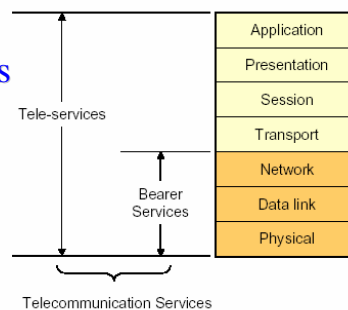 s
Tele-services
Bearer
Services
Telecommunication Services
Application
Presentation
Session
Transport
Network
Data link
Physical